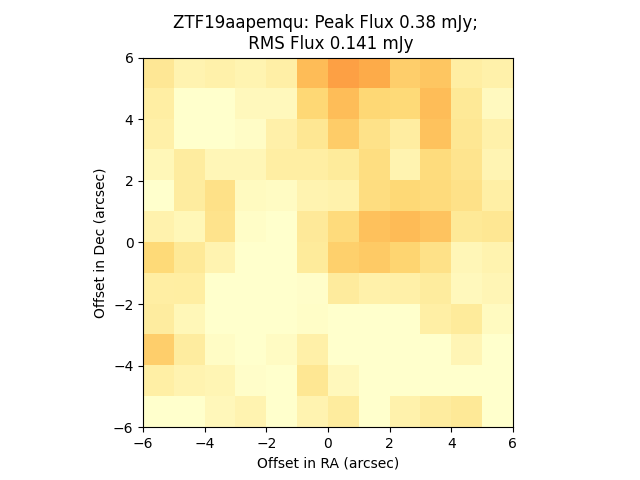 ZTF19aapemqu: Peak Flux 0.38 mJy;
RMS Flux 0.141 mJy
6
4
2
0
−2
−4
−6
Offset in Dec (arcsec)
−6 −4 −2 0 2 4 6
Offset in RA (arcsec)